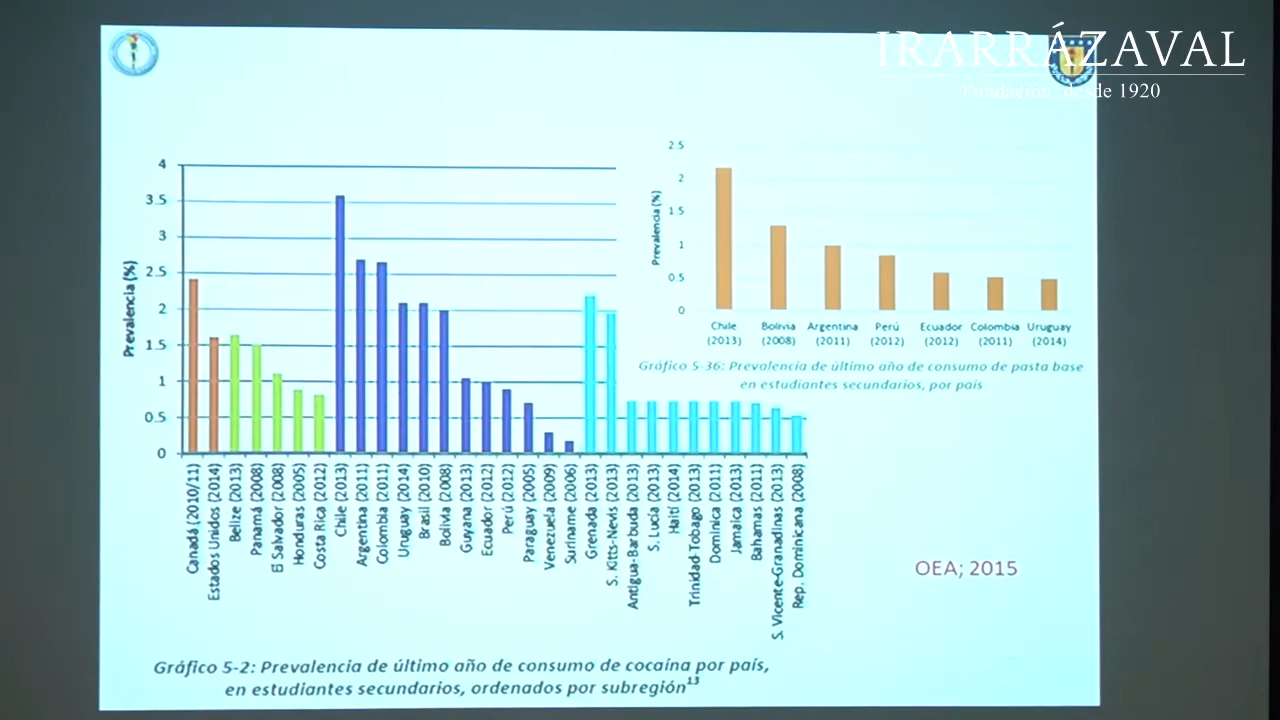 IRARRÁZAVAL
Fundación, desde 1920
4
3.5
3
2.5
2
1.5
1
0.5
0
Prevalencia (%)
Canadá (2010/11)
Estados Unidos (2014)
Belize (2013)
Panamá (2008)
El Salvador (2008)
Honduras (2005)
Costa Rica (2012)
Chile (2013)
Argentina (2011)
Colombia (2011)
Uruguay (2014)
Brasil (2010)
Bolivia (2008)
Guyana (2013)
Ecuador (2012)
Perú (2012)
Paraguay (2005)
Venezuela (2009)
Suriname (2006)
Grenada (2013)
S. Kitts-Nevis (2013)
Antigua-Barbuda (2013)
S. Lucía (2013)
Haití (2014)
Trinidad-Tobago (2013)
Dominica (2011)
Jamaica (2013)
Bahamas (2011)
S. Vicente-Granadinas (2013)
Rep. Dominicana (2008)
Gráfico 5-2: Prevalencia de último año de consumo de cocaína por país,
en estudiantes secundarios, ordenados por subregión13
2.5
2
1.5
1
0.5
0
Prevalencia (%)
Chile
(2013)
Bolivia
(2008)
Argentina
(2011)
Perú
(2012)
Ecuador
(2012)
Colombia
(2011)
Uruguay
(2014)
Gráfico 5-36: Prevalencia de último año de consumo de pasta base
en estudiantes secundarios, por país
OEA; 2015